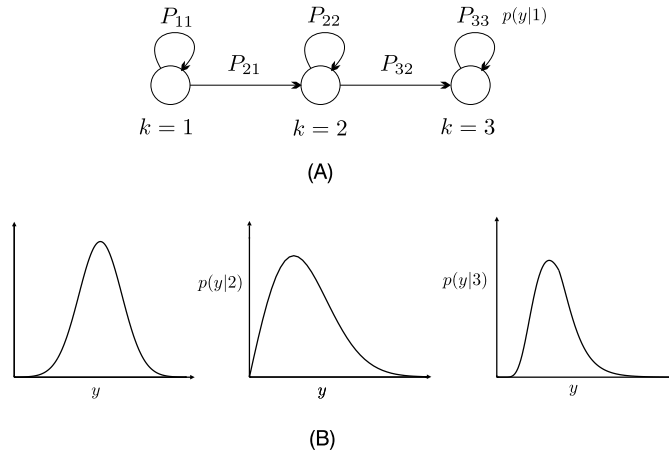 P₁₁ P₂₂ P₃₃ p(y|1)
P₂₁ P₃₂
k = 1 k = 2 k = 3
(A)
p(y|2) p(y|3)
y y y
(B)